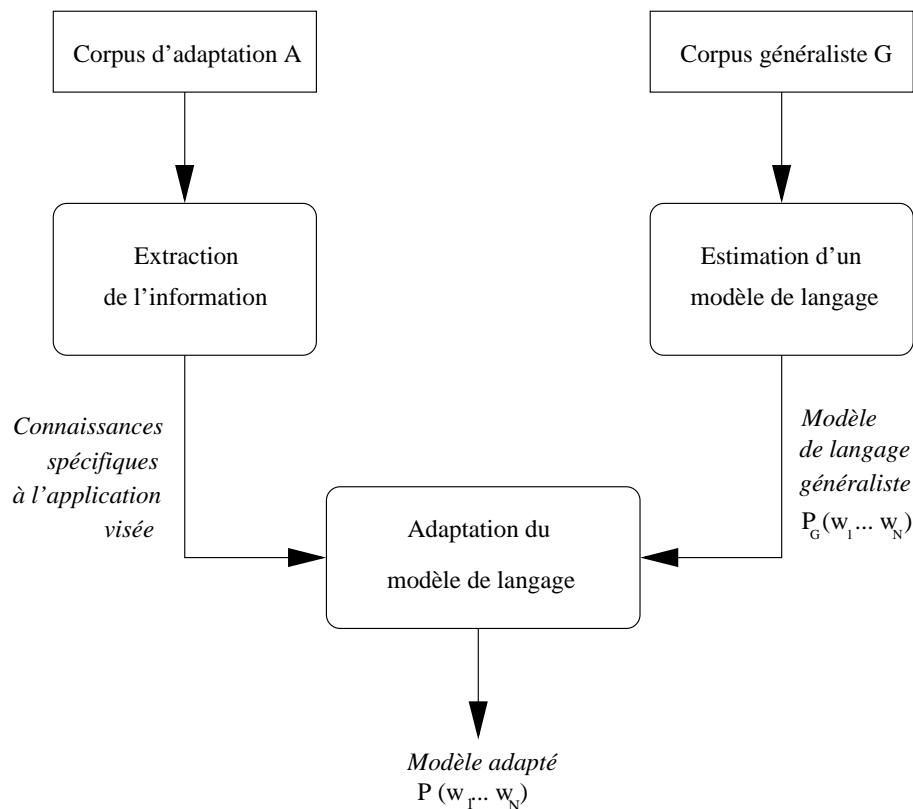 Corpus d'adaptation A
Corpus généraliste G
Extraction
de l'information
Estimation d'un
modèle de langage
Connaissances
spécifiques
à l'application
visée
Modèle
de langage
généraliste
P_G(w_1... w_N)
Adaptation du
modèle de langage
Modèle adapté
P (w_1... w_N)